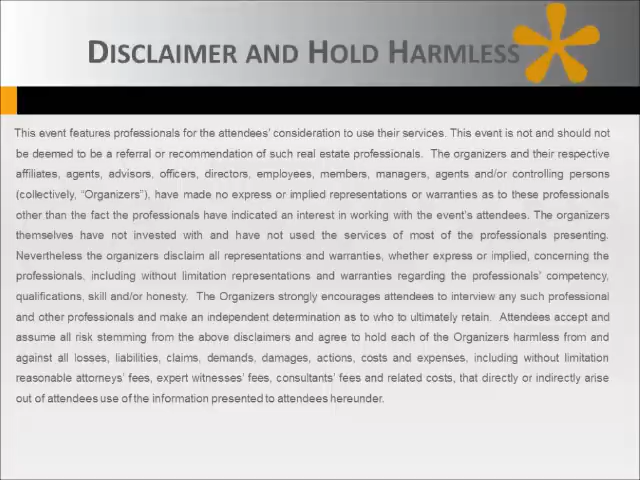 DISCLAIMER AND HOLD HARMLESS
This event features professionals for the attendees' consideration to use their services. This event is not and should not
be deemed to be a referral or recommendation of such real estate professionals. The organizers and their respective
affiliates, agents, advisors, officers, directors, employees, members, managers, agents and/or controlling persons
(collectively, “Organizers”), have made no express or implied representations or warranties as to these professionals
other than the fact the professionals have indicated an interest in working with the event's attendees. The organizers
themselves have not invested with and have not used the services of most of the professionals presenting.
Nevertheless the organizers disclaim all representations and warranties, whether express or implied, concerning the
professionals, including without limitation representations and warranties regarding the professionals' competency,
qualifications, skill and/or honesty. The Organizers strongly encourages attendees to interview any such professional
and other professionals and make an independent determination as to who to ultimately retain. Attendees accept and
assume all risk stemming from the above disclaimers and agree to hold each of the Organizers harmless from and
against all losses, liabilities, claims, demands, damages, actions, costs and expenses, including without limitation
reasonable attorneys' fees, expert witnesses' fees, consultants' fees and related costs, that directly or indirectly arise
out of attendees use of the information presented to attendees hereunder.